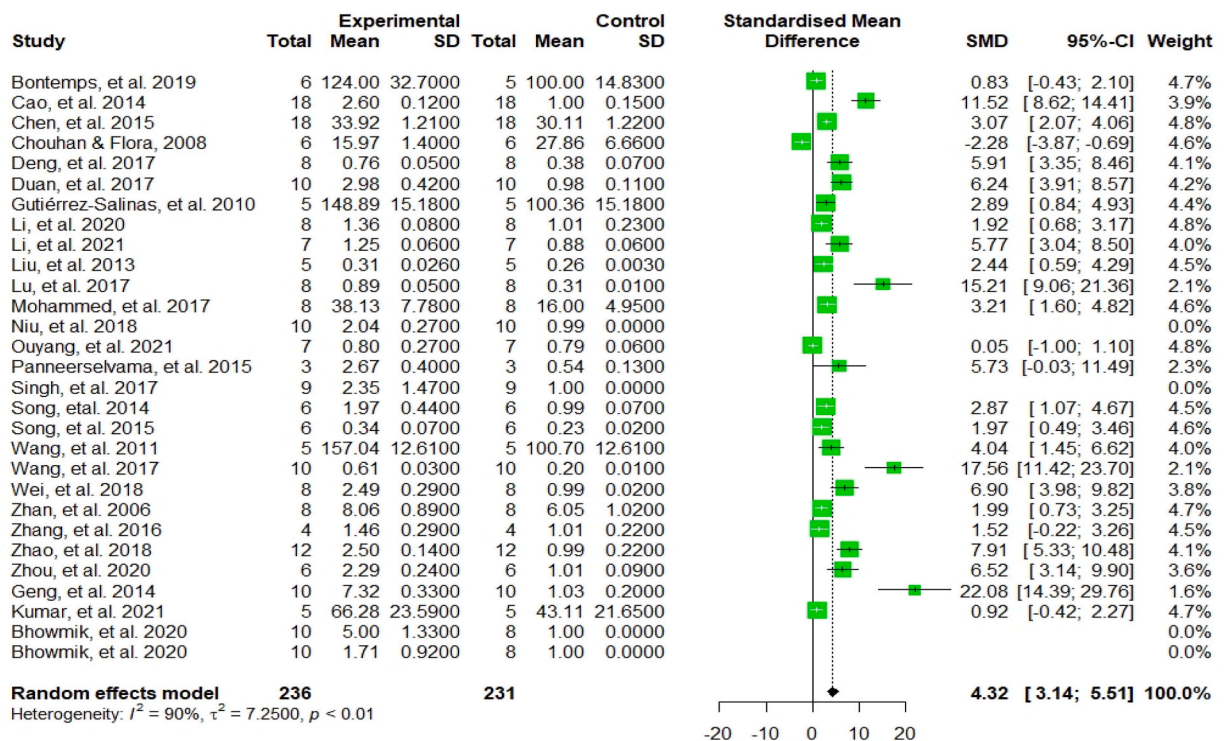 Experimental Control Standardised Mean
Study Total Mean SD Total Mean SD Difference SMD 95%-CI Weight
Bontemps, et al. 2019 6 124.00 32.7000 5 100.00 14.8300 0.83 [-0.43; 2.10] 4.7%
Cao, et al. 2014 18 2.60 0.1200 18 1.00 0.1500 11.52 [ 8.62; 14.41] 3.9%
Chen, et al. 2015 18 33.92 1.2100 18 30.11 1.2200 3.07 [ 2.07; 4.06] 4.8%
Chouhan & Flora, 2008 6 15.97 1.4000 6 27.86 6.6600 -2.28 [-3.87; -0.69] 4.6%
Deng, et al. 2017 8 0.76 0.0500 8 0.38 0.0700 5.91 [ 3.35; 8.46] 4.1%
Duan, et al. 2017 10 2.98 0.4200 10 0.98 0.1100 6.24 [ 3.91; 8.57] 4.2%
Gutiérrez-Salinas, et al. 2010 5 148.89 15.1800 5 100.36 15.1800 2.89 [ 0.84; 4.93] 4.4%
Li, et al. 2020 8 1.36 0.0800 8 1.01 0.2300 1.92 [ 0.68; 3.17] 4.8%
Li, et al. 2021 7 1.25 0.0600 7 0.88 0.0600 5.77 [ 3.04; 8.50] 4.0%
Liu, et al. 2013 5 0.31 0.0260 5 0.26 0.0030 2.44 [ 0.59; 4.29] 4.5%
Lu, et al. 2017 8 0.89 0.0500 8 0.31 0.0100 15.21 [ 9.06; 21.36] 2.1%
Mohammed, et al. 2017 8 38.13 7.7800 8 16.00 4.9500 3.21 [ 1.60; 4.82] 4.6%
Niu, et al. 2018 10 2.04 0.2700 10 0.99 0.0000 0.0%
Ouyang, et al. 2021 7 0.80 0.2700 7 0.79 0.0600 0.05 [-1.00; 1.10] 4.8%
Panneerselvama, et al. 2015 3 2.67 0.4000 3 0.54 0.1300 5.73 [-0.03; 11.49] 2.3%
Singh, et al. 2017 9 2.35 1.4700 9 1.00 0.0000 0.0%
Song, etal. 2014 6 1.97 0.4400 6 0.99 0.0700 2.87 [ 1.07; 4.67] 4.5%
Song, et al. 2015 6 0.34 0.0700 6 0.23 0.0200 1.97 [ 0.49; 3.46] 4.6%
Wang, et al. 2011 5 157.04 12.6100 5 100.70 12.6100 4.04 [ 1.45; 6.62] 4.0%
Wang, et al. 2017 10 0.61 0.0300 10 0.20 0.0100 17.56 [11.42; 23.70] 2.1%
Wei, et al. 2018 8 2.49 0.2900 8 0.99 0.0200 6.90 [ 3.98; 9.82] 3.8%
Zhan, et al. 2006 8 8.06 0.8900 8 6.05 1.0200 1.99 [ 0.73; 3.25] 4.7%
Zhang, et al. 2016 4 1.46 0.2900 4 1.01 0.2200 1.52 [-0.22; 3.26] 4.5%
Zhao, et al. 2018 12 2.50 0.1400 12 0.99 0.2200 7.91 [ 5.33; 10.48] 4.1%
Zhou, et al. 2020 6 2.29 0.2400 6 1.01 0.0900 6.52 [ 3.14; 9.90] 3.6%
Geng, et al. 2014 10 7.32 0.3300 10 1.03 0.2000 22.08 [14.39; 29.76] 1.6%
Kumar, et al. 2021 5 66.28 23.5900 5 43.11 21.6500 0.92 [-0.42; 2.27] 4.7%
Bhowmik, et al. 2020 10 5.00 1.3300 8 1.00 0.0000 0.0%
Bhowmik, et al. 2020 10 1.71 0.9200 8 1.00 0.0000 0.0%
Random effects model 236 231 4.32 [ 3.14; 5.51] 100.0%
Heterogeneity: I² = 90%, τ² = 7.2500, p < 0.01
-20 -10 0 10 20